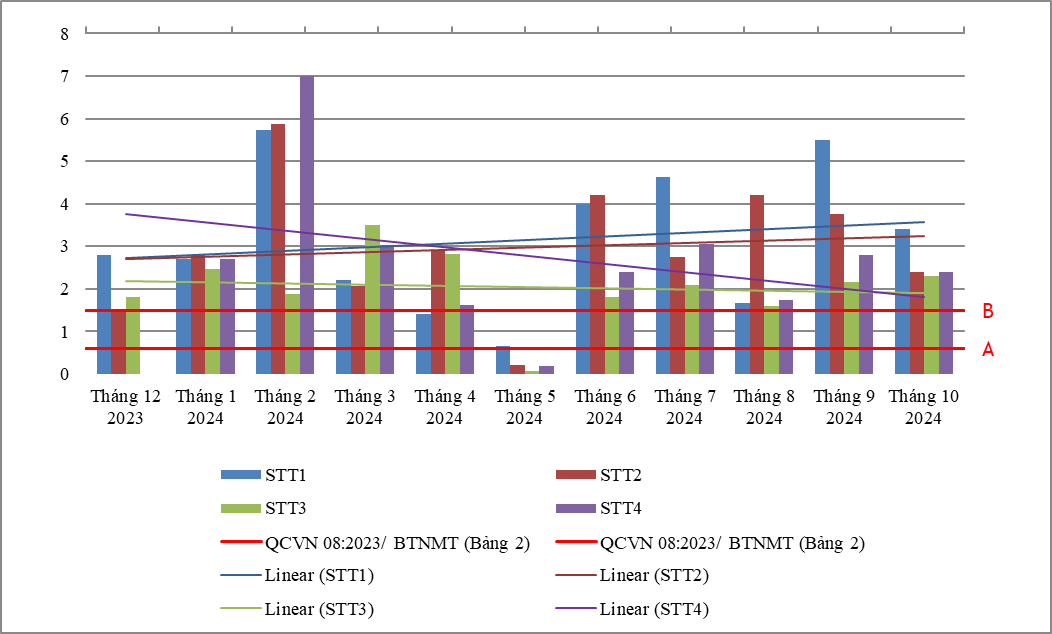 8
7
6
5
4
3
2
1
0
B
A
Tháng 12 2023
Tháng 1 2024
Tháng 2 2024
Tháng 3 2024
Tháng 4 2024
Tháng 5 2024
Tháng 6 2024
Tháng 7 2024
Tháng 8 2024
Tháng 9 2024
Tháng 10 2024
STT1
STT2
STT3
STT4
QCVN 08:2023/ BTNMT (Bảng 2)
QCVN 08:2023/ BTNMT (Bảng 2)
Linear (STT1)
Linear (STT2)
Linear (STT3)
Linear (STT4)